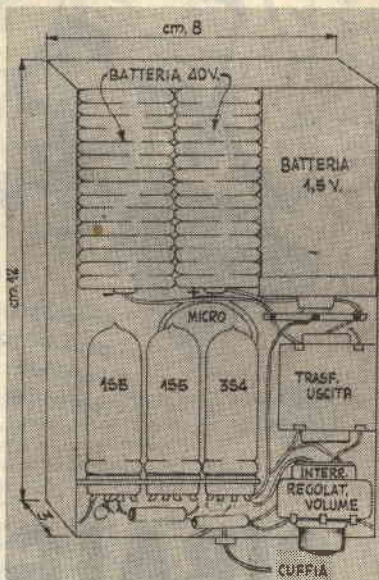 cm. 8
BATTERIA 40V.
BATTERIA
1,5 V.
cm. 12
MICRO
1S5
1S5
3S4
TRASF.
USCITA
INTERR.
REGOLAT.
VOLUME
3
CUFFIA